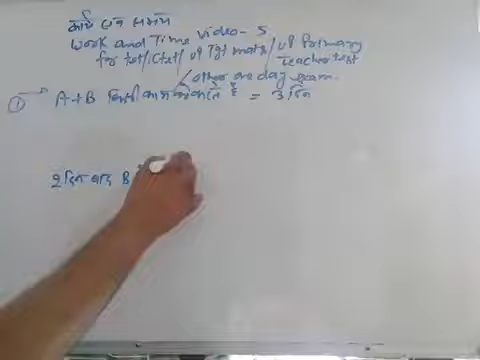 कार्य एवं समय
Work and Time Video-5
for tet/ctet/up Tgt math/up Primary
Teacher test
/other one day exam.
① → A+B किसी काम को करते हैं = 3 दिन
2 दिन बाद B